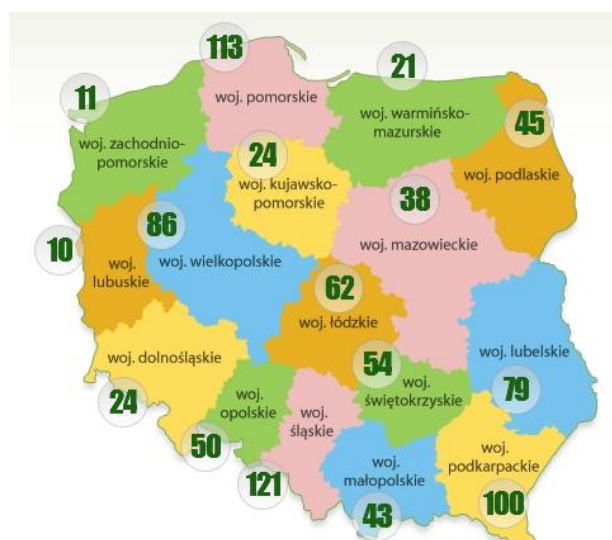 113
woj. pomorskie
11
woj. zachodnio-
pomorskie
21
woj. warmińsko-
mazurskie
45
woj. podlaskie
24
woj. kujawsko-
pomorskie
38
woj. mazowieckie
10
woj.
lubuskie
86
woj. wielkopolskie
62
woj. łódzkie
woj. dolnośląskie
24
woj.
opolskie
50
woj.
śląskie
121
54
woj.
świętokrzyskie
woj. lubelskie
79
woj.
małopolskie
43
woj.
podkarpackie
100